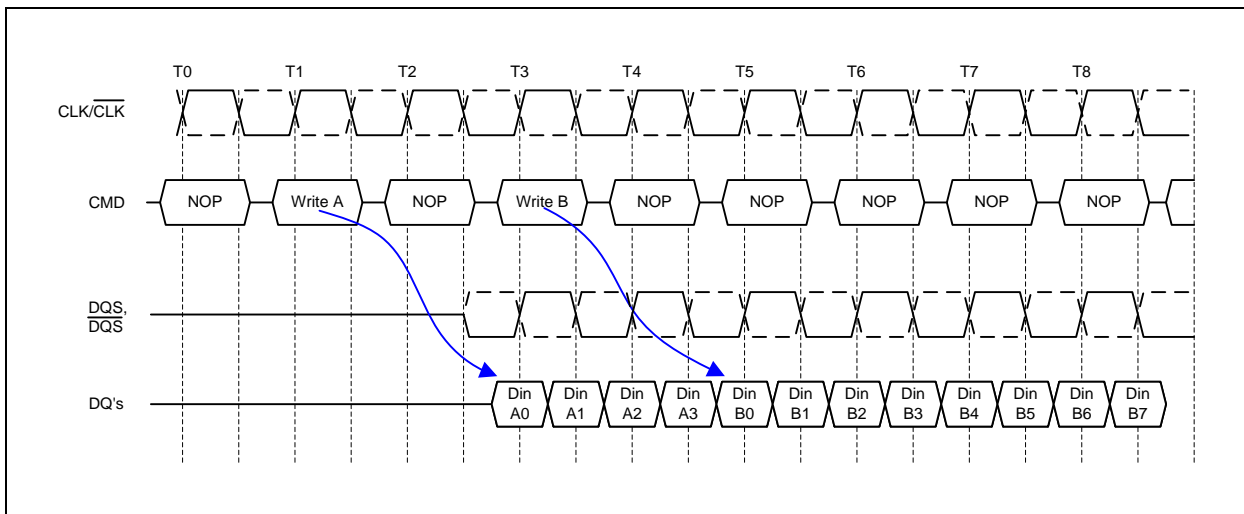 T0 T1 T2 T3 T4 T5 T6 T7 T8
CLK/CLK
CMD NOP Write A NOP Write B NOP NOP NOP NOP NOP
DQS,
DQS
DQ's
Din Din Din Din Din Din Din Din Din Din Din Din
A0 A1 A2 A3 B0 B1 B2 B3 B4 B5 B6 B7